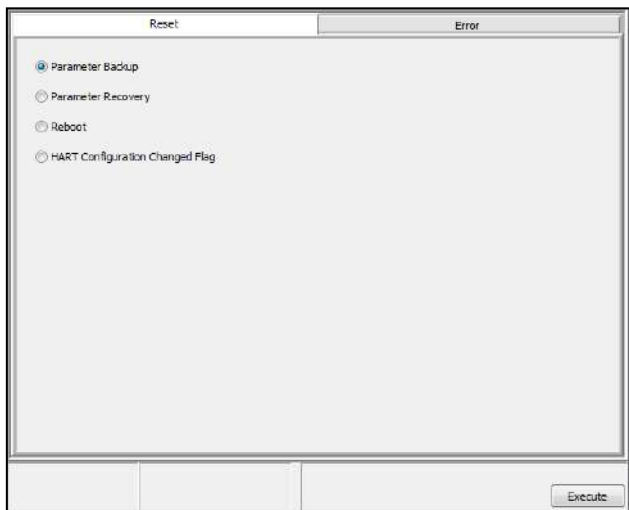 Reset
Error
Parameter Backup
Parameter Recovery
Reboot
HART Configuration Changed Flag
Execute